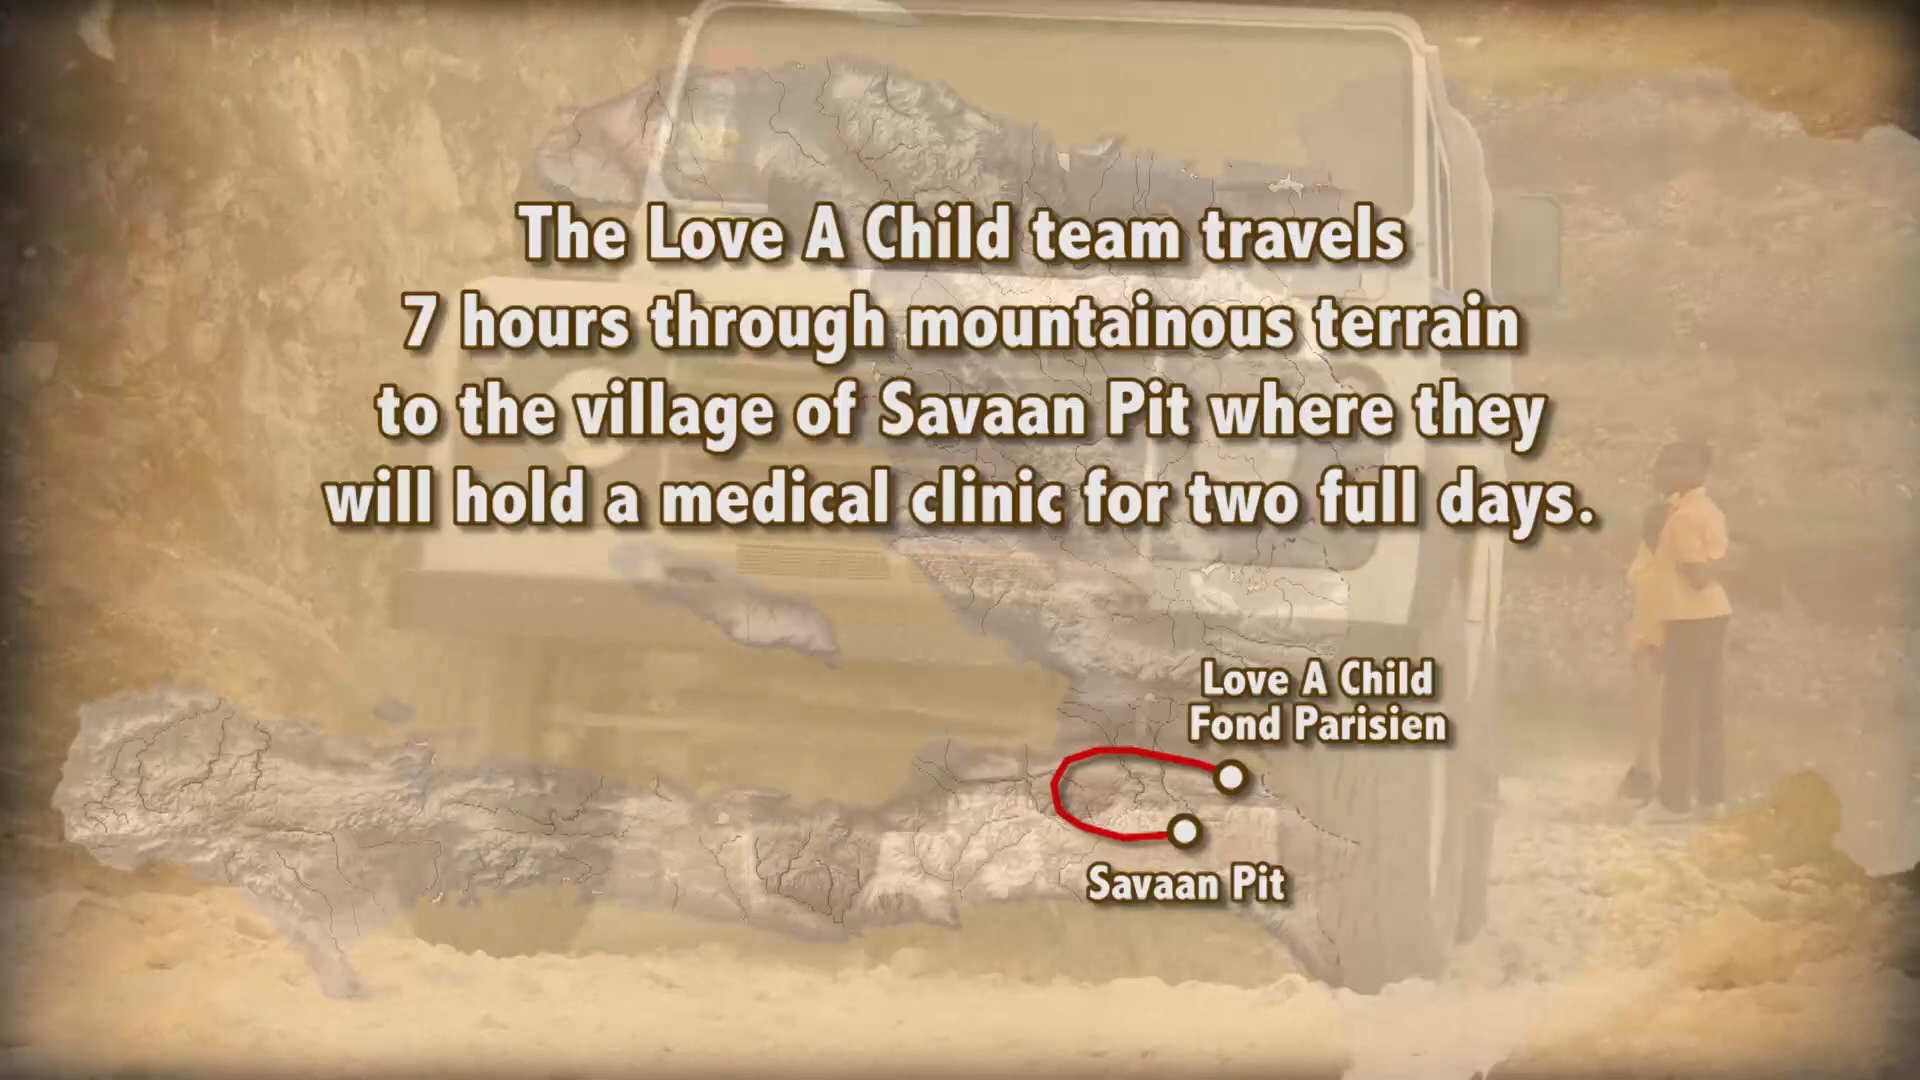 The Love A Child team travels
7 hours through mountainous terrain
to the village of Savaan Pit where they
will hold a medical clinic for two full days.
Love A Child
Fond Parisien
Savaan Pit